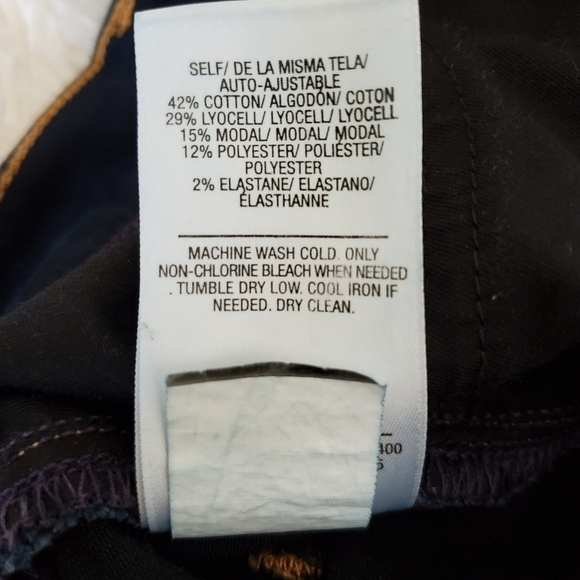 SELF/ DE LA MISMA TELA/
AUTO-AJUSTABLE
42% COTTON/ ALGODÓN/ COTON
29% LYOCELL/ LYOCELL/ LYOCELL
15% MODAL/ MODAL/ MODAL
12% POLYESTER/ POLIÉSTER/
POLYESTER
2% ELASTANE/ ELASTANO/
ÉLASTHANNE
MACHINE WASH COLD. ONLY
NON-CHLORINE BLEACH WHEN NEEDED
. TUMBLE DRY LOW. COOL IRON IF
NEEDED. DRY CLEAN.
400